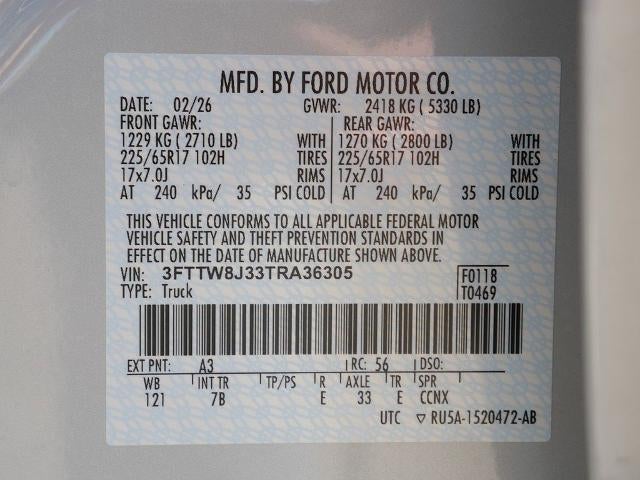 MFD. BY FORD MOTOR CO.
DATE: 02/26 GVWR: 2418 KG ( 5330 LB)
FRONT GAWR: REAR GAWR:
1229 KG ( 2710 LB) WITH 1270 KG ( 2800 LB) WITH
225/65R17 102H TIRES 225/65R17 102H TIRES
17x7.0J RIMS 17x7.0J RIMS
AT 240 kPa/ 35 PSI COLD AT 240 kPa/ 35 PSI COLD
THIS VEHICLE CONFORMS TO ALL APPLICABLE FEDERAL MOTOR
VEHICLE SAFETY AND THEFT PREVENTION STANDARDS IN
EFFECT ON THE DATE OF MANUFACTURE SHOWN ABOVE.
VIN: 3FTTW8J33TRA36305 F0118
TYPE: Truck T0469
EXT PNT: A3 RC: 56 DSO:
WB INT TR TP/PS R AXLE TR SPR
121 7B E 33 E CCNX
UTC ▽ RU5A-1520472-AB